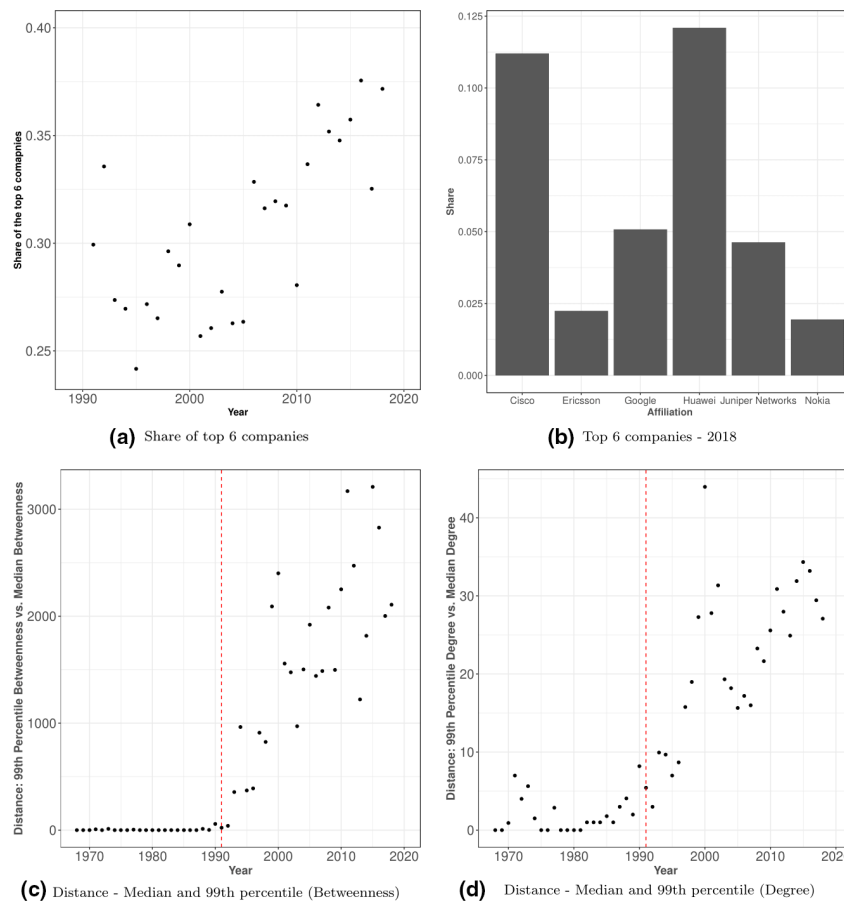 0.40
0.35
0.30
0.25
Share of the top 6 comapnies
1990 2000 2010 2020
Year
(a) Share of top 6 companies
0.125
0.100
0.075
0.050
0.025
0.000
Share
Cisco Ericsson Google Huawei Juniper Networks Nokia
Affiliation
(b) Top 6 companies - 2018
3000
2000
1000
0
Distance: 99th Percentile Betweenness vs. Median Betweenness
1970 1980 1990 2000 2010 2020
Year
(c) Distance - Median and 99th percentile (Betweenness)
40
30
20
10
0
Distance: 99th Percentile Degree vs. Median Degree
1970 1980 1990 2000 2010 202
Year
(d) Distance - Median and 99th percentile (Degree)